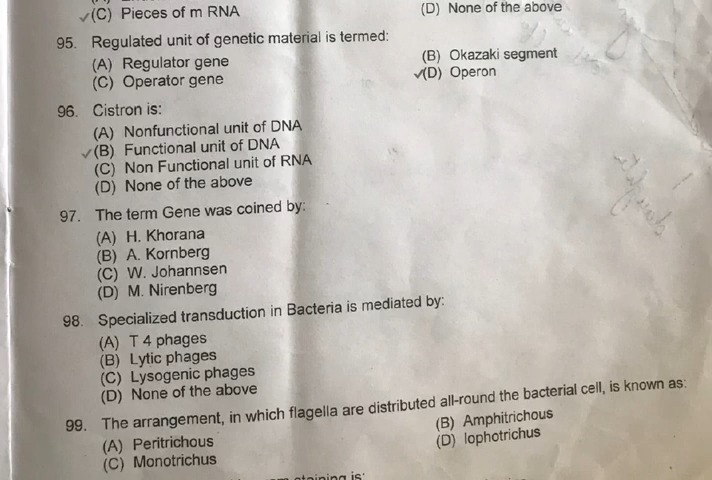 (C) Pieces of m RNA
(D) None of the above
95. Regulated unit of genetic material is termed:
(A) Regulator gene
(B) Okazaki segment
(C) Operator gene
(D) Operon
96. Cistron is:
(A) Nonfunctional unit of DNA
(B) Functional unit of DNA
(C) Non Functional unit of RNA
(D) None of the above
97. The term Gene was coined by:
(A) H. Khorana
(B) A. Kornberg
(C) W. Johannsen
(D) M. Nirenberg
98. Specialized transduction in Bacteria is mediated by:
(A) T 4 phages
(B) Lytic phages
(C) Lysogenic phages
(D) None of the above
99. The arrangement, in which flagella are distributed all-round the bacterial cell, is known as:
(A) Peritrichous
(B) Amphitrichous
(C) Monotrichus
(D) lophotrichus
staining is: